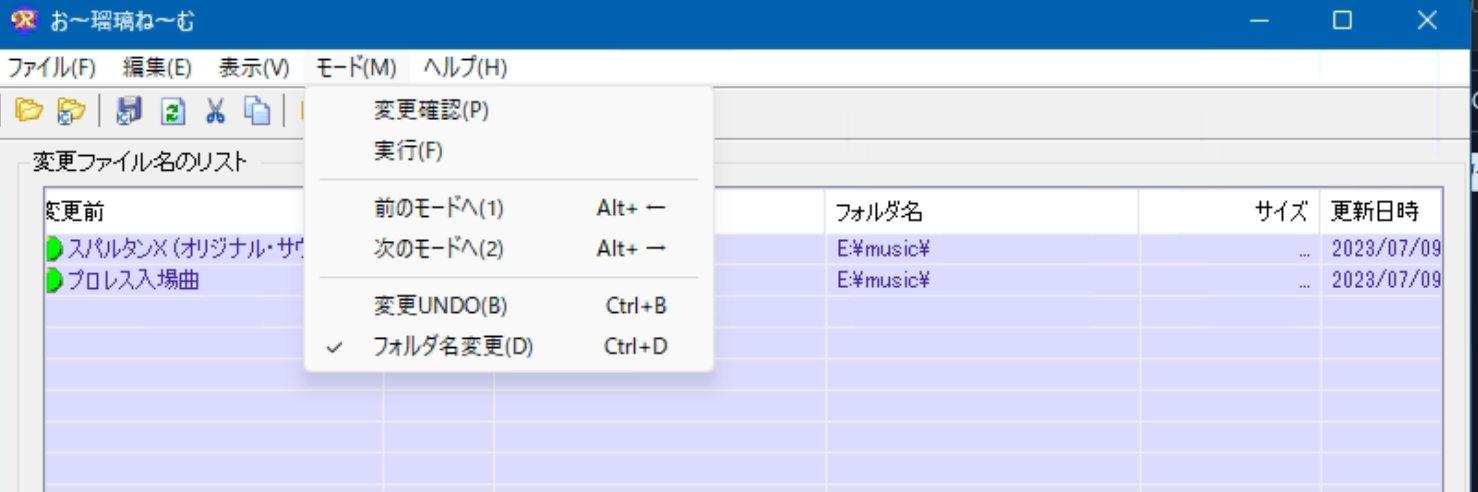 お～瑠璃ね～む
ファイル(F) 編集(E) 表示(V) モード(M) ヘルプ(H)
変更確認(P)
実行(F)
前のモードへ(1) Alt+ ←
次のモードへ(2) Alt+ →
変更UNDO(B) Ctrl+B
フォルダ名変更(D) Ctrl+D
変更ファイル名のリスト
変更前 フォルダ名 サイズ 更新日時
スパルタンX(オリジナル・サウ E:¥music¥ ... 2023/07/09
プロレス入場曲 E:¥music¥ ... 2023/07/09